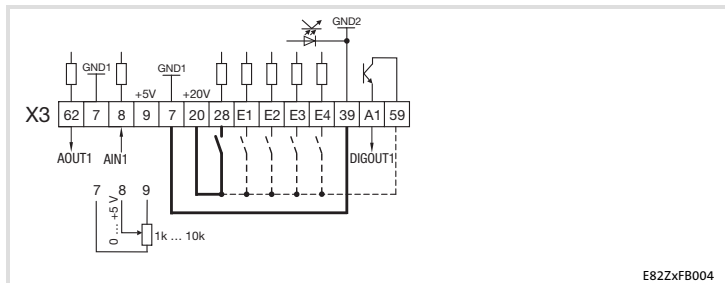 GND2
GND1 GND1
+5V +20V
X3 62 7 8 9 7 20 28 E1 E2 E3 E4 39 A1 59
AOUT1 AIN1 DIGOUT1
7 8 9
0 ... +5 V
1k ... 10k
E82ZxFB004